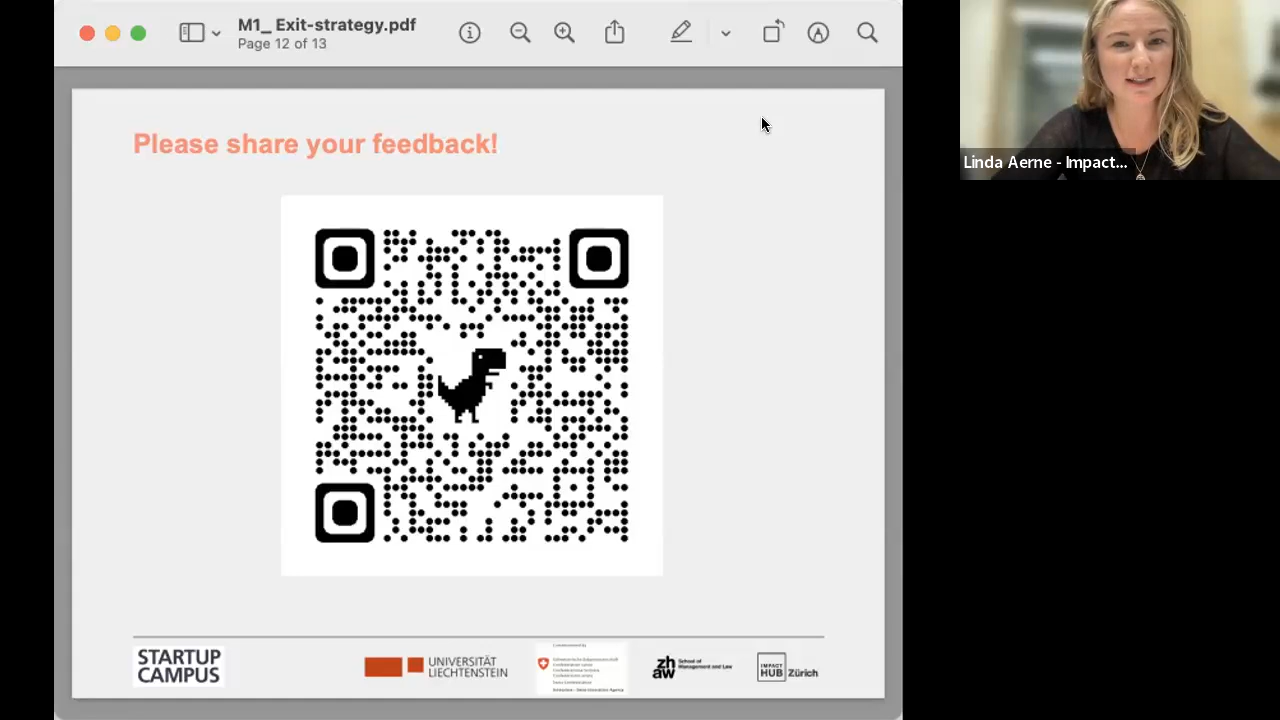 M1_ Exit-strategy.pdf
Page 12 of 13
Linda Aerne - Impact...
Please share your feedback!
STARTUP
CAMPUS
UNIVERSITÄT
LIECHTENSTEIN
zh
aw
School of
Management and Law
IMPACT
HUB
Zürich